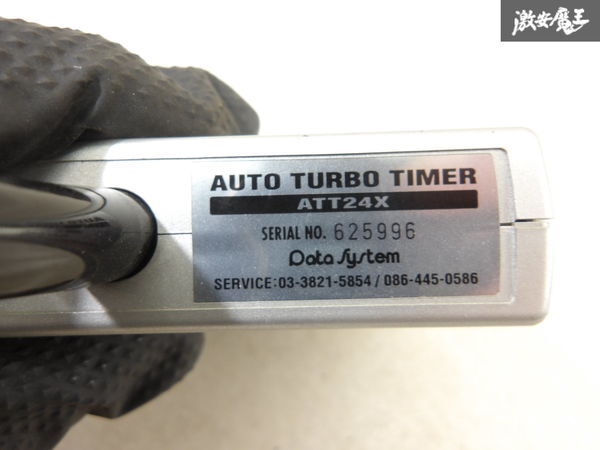 激安魔王
AUTO TURBO TIMER
ATT24X
SERIAL NO. 625996
Data System
SERVICE:03-3821-5854 / 086-445-0586